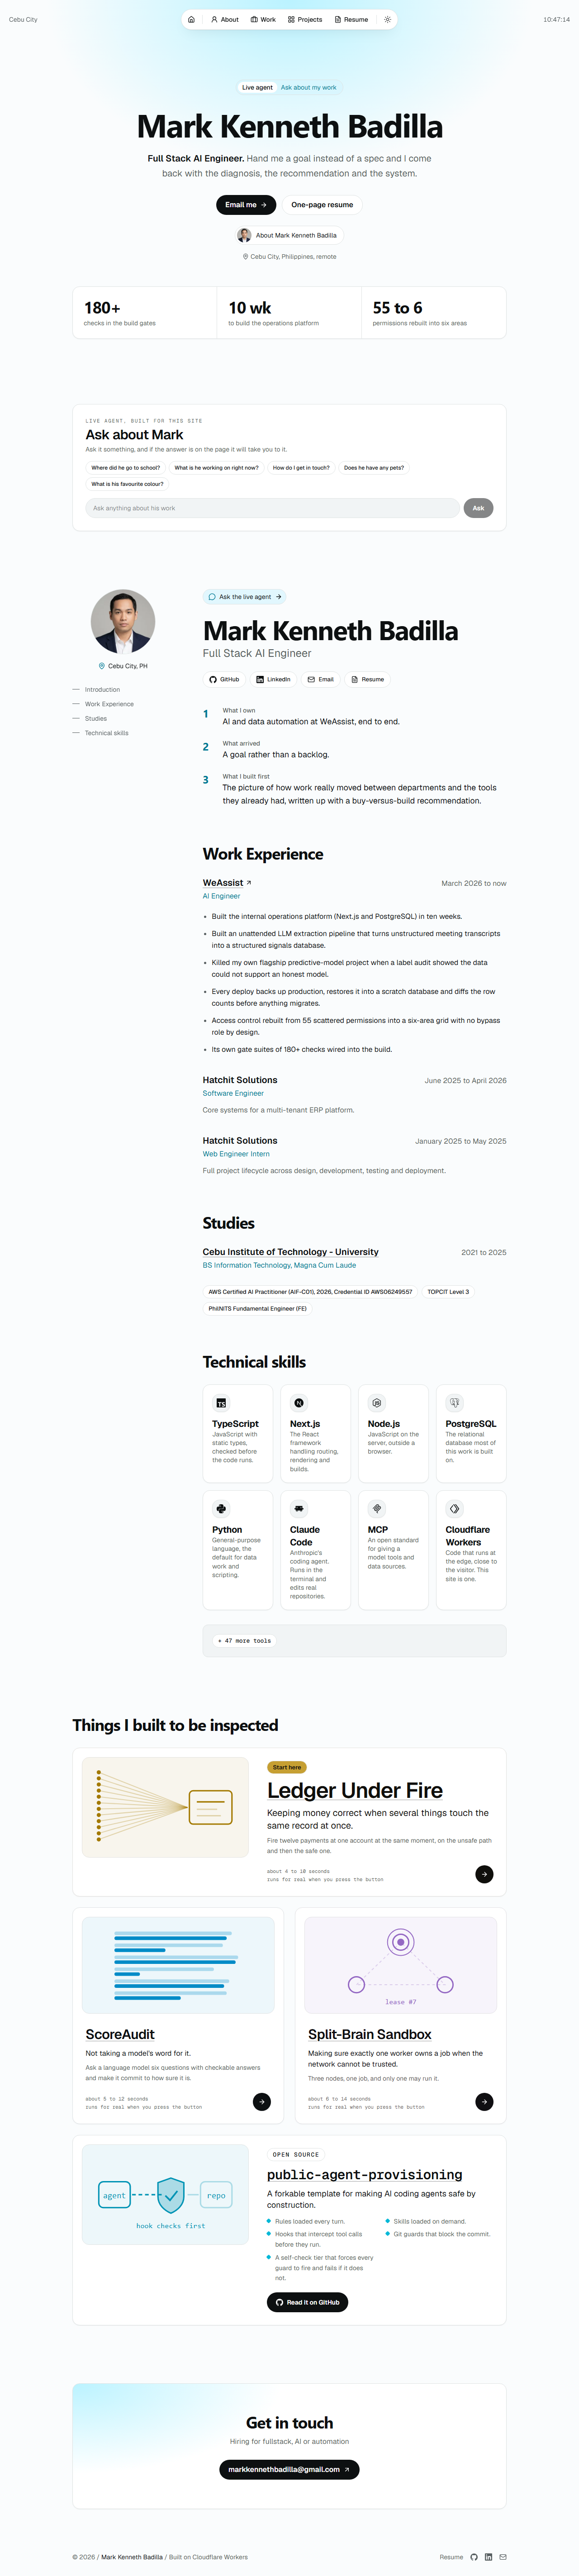 Cebu City
About
Work
Projects
Resume
10:47:14
Live agent
Ask about my work
Mark Kenneth Badilla
Full Stack AI Engineer. Hand me a goal instead of a spec and I come
back with the diagnosis, the recommendation and the system.
Email me
One-page resume
About Mark Kenneth Badilla
Cebu City, Philippines, remote
180+
checks in the build gates
10 wk
to build the operations platform
55 to 6
permissions rebuilt into six areas
LIVE AGENT, BUILT FOR THIS SITE
Ask about Mark
Ask it something, and if the answer is on the page it will take you to it.
Where did he go to school?
What is he working on right now?
How do I get in touch?
Does he have any pets?
What is his favourite colour?
Ask anything about his work
Ask
Cebu City, PH
Introduction
Work Experience
Studies
Technical skills
Ask the live agent
Mark Kenneth Badilla
Full Stack AI Engineer
GitHub
LinkedIn
Email
Resume
1
What I own
AI and data automation at WeAssist, end to end.
2
What arrived
A goal rather than a backlog.
3
What I built first
The picture of how work really moved between departments and the tools
they already had, written up with a buy-versus-build recommendation.
Work Experience
WeAssist
March 2026 to now
AI Engineer
Built the internal operations platform (Next.js and PostgreSQL) in ten weeks.
Built an unattended LLM extraction pipeline that turns unstructured meeting transcripts
into a structured signals database.
Killed my own flagship predictive-model project when a label audit showed the data
could not support an honest model.
Every deploy backs up production, restores it into a scratch database and diffs the row
counts before anything migrates.
Access control rebuilt from 55 scattered permissions into a six-area grid with no bypass
role by design.
Its own gate suites of 180+ checks wired into the build.
Hatchit Solutions
June 2025 to April 2026
Software Engineer
Core systems for a multi-tenant ERP platform.
Hatchit Solutions
January 2025 to May 2025
Web Engineer Intern
Full project lifecycle across design, development, testing and deployment.
Studies
Cebu Institute of Technology - University
2021 to 2025
BS Information Technology, Magna Cum Laude
AWS Certified AI Practitioner (AIF-C01), 2026, Credential ID AWS06249557
TOPCIT Level 3
PhilNITS Fundamental Engineer (FE)
Technical skills
TS
TypeScript
JavaScript with
static types,
checked before
the code runs.
Next.js
The React
framework
handling routing,
rendering and
builds.
Node.js
JavaScript on the
server, outside a
browser.
PostgreSQL
The relational
database most of
this work is built
on.
Python
General-purpose
language, the
default for data
work and
scripting.
Claude
Code
Anthropic's
coding agent.
Runs in the
terminal and
edits real
repositories.
MCP
An open standard
for giving a
model tools and
data sources.
Cloudflare
Workers
Code that runs at
the edge, close to
the visitor. This
site is one.
+ 47 more tools
Things I built to be inspected
Start here
Ledger Under Fire
Keeping money correct when several things touch the
same record at once.
Fire twelve payments at one account at the same moment, on the unsafe path
and then the safe one.
about 4 to 10 seconds
runs for real when you press the button
ScoreAudit
Not taking a model's word for it.
Ask a language model six questions with checkable answers
and make it commit to how sure it is.
about 5 to 12 seconds
runs for real when you press the button
lease #7
Split-Brain Sandbox
Making sure exactly one worker owns a job when the
network cannot be trusted.
Three nodes, one job, and only one may run it.
about 6 to 14 seconds
runs for real when you press the button
agent
repo
hook checks first
OPEN SOURCE
public-agent-provisioning
A forkable template for making AI coding agents safe by
construction.
Rules loaded every turn.
Skills loaded on demand.
Hooks that intercept tool calls
before they run.
Git guards that block the commit.
A self-check tier that forces every
guard to fire and fails if it does
not.
Read it on GitHub
Get in touch
Hiring for fullstack, AI or automation
markkennethbadilla@gmail.com
© 2026 / Mark Kenneth Badilla / Built on Cloudflare Workers
Resume